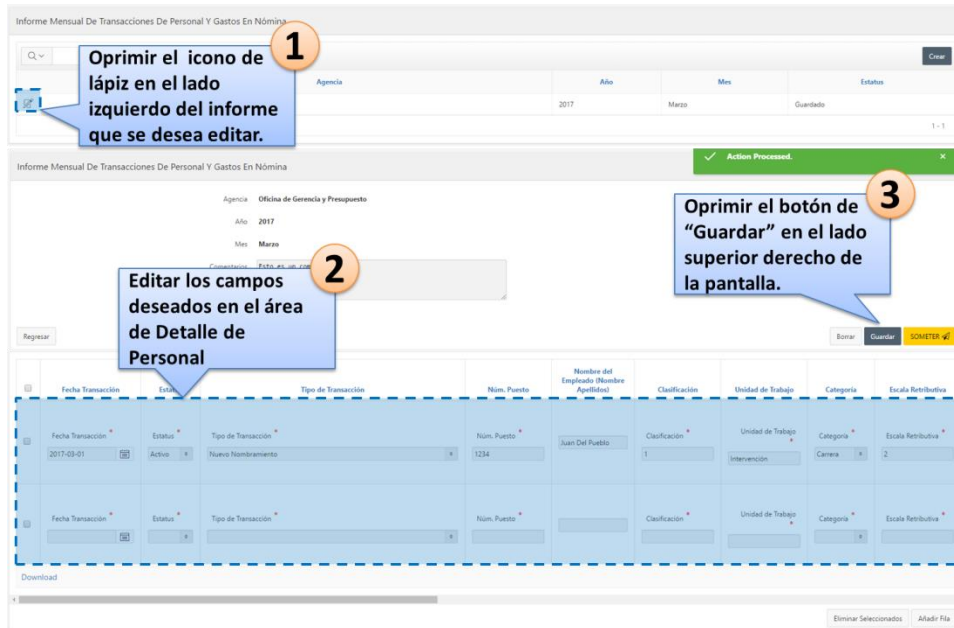 Informe Mensual De Transacciones De Personal Y Gastos En Nómina
1
Oprimir el icono de
lápiz en el lado
izquierdo del informe
que se desea editar.
Crear
Agencia Año Mes Estatus
2017 Marzo Guardado
1 - 1
Informe Mensual De Transacciones De Personal Y Gastos En Nómina
Action Processed.
Agencia Oficina de Gerencia y Presupuesto
Año 2017
Mes Marzo
Comentarios Esto es un com
3
Oprimir el botón de
“Guardar” en el lado
superior derecho de
la pantalla.
2
Editar los campos
deseados en el área
de Detalle de
Personal
Regresar
Borrar Guardar SOMETER
Fecha Transacción Estat Tipo de Transacción Núm. Puesto Nombre del
Empleado (Nombre
Apellidos) Clasificación Unidad de Trabajo Categoría Escala Retributiva
Fecha Transacción * Estatus * Tipo de Transacción * Núm. Puesto * Clasificación * Unidad de Trabajo * Categoría * Escala Retributiva *
2017-03-01 Activo Nuevo Nombramiento 1234 Juan Del Pueblo 1 Intervención Carrera 2
Fecha Transacción * Estatus * Tipo de Transacción * Núm. Puesto * Clasificación * Unidad de Trabajo * Categoría * Escala Retributiva *
Download
Eliminar Seleccionados Añadir Fila